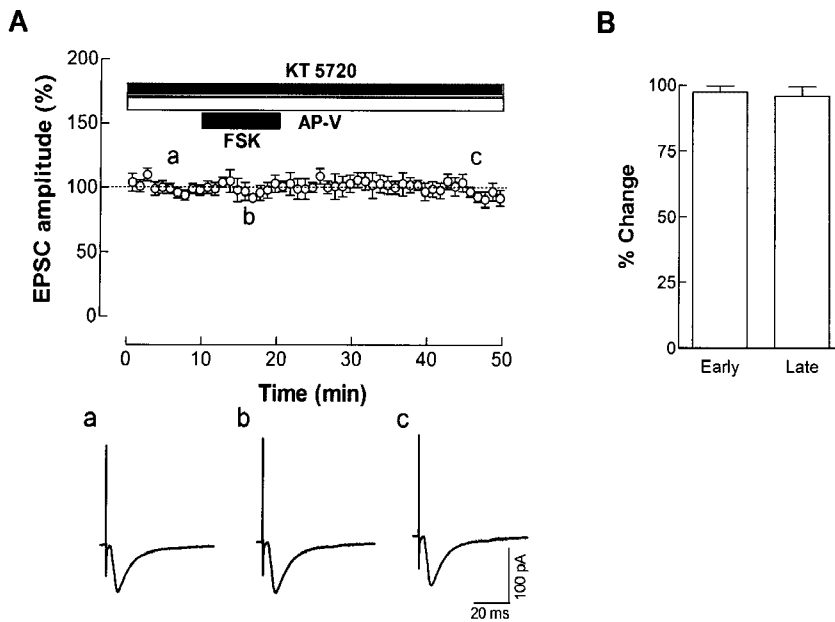 A
B
200
150
100
50
0
EPSC amplitude (%)
KT 5720
AP-V
FSK
a
b
c
0
10
20
30
40
50
Time (min)
100
75
50
25
0
% Change
Early
Late
a
b
c
100 pA
20 ms